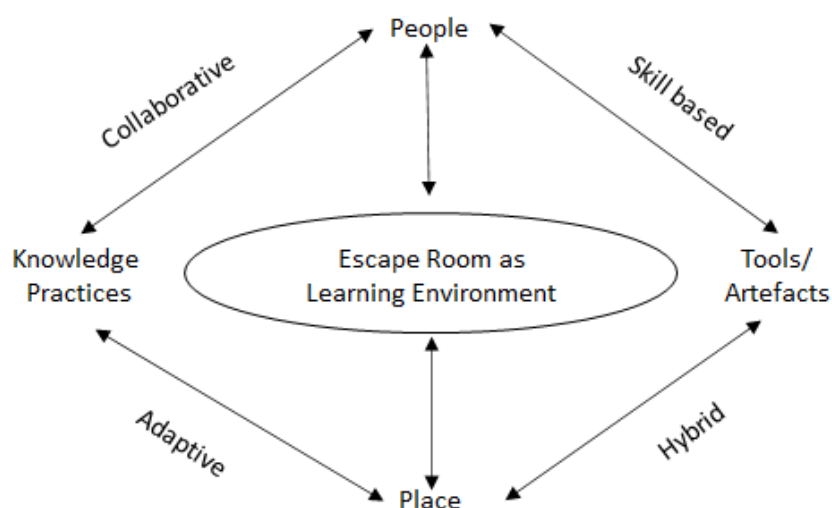 People
Collaborative
Skill based
Knowledge
Practices
Escape Room as
Learning Environment
Tools/
Artefacts
Adaptive
Hybrid
Place